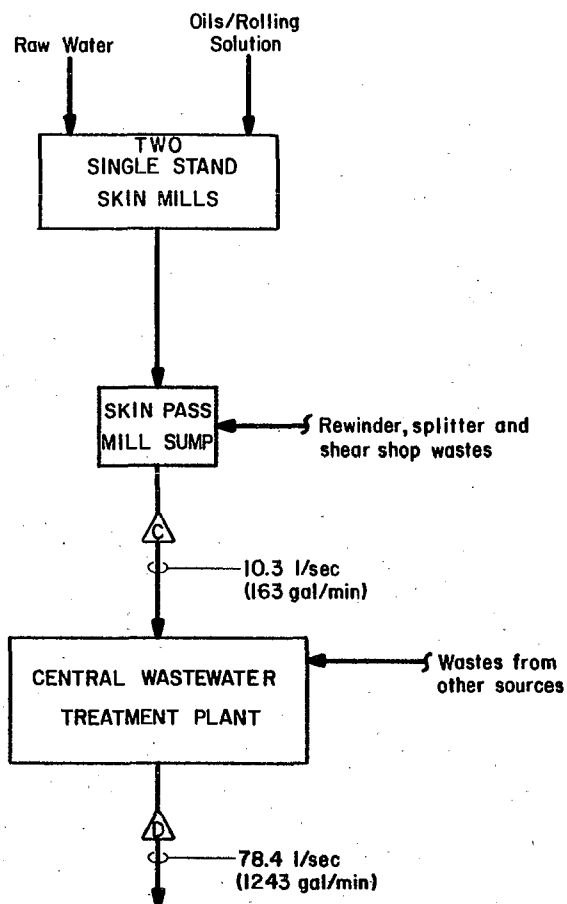 Raw Water
Oils/Rolling
Solution
TWO
SINGLE STAND
SKIN MILLS
SKIN PASS
MILL SUMP
Rewinder, splitter and
shear shop wastes
C
10.3 l/sec
(163 gal/min)
CENTRAL WASTEWATER
TREATMENT PLANT
Wastes from
other sources
D
78.4 l/sec
(1243 gal/min)